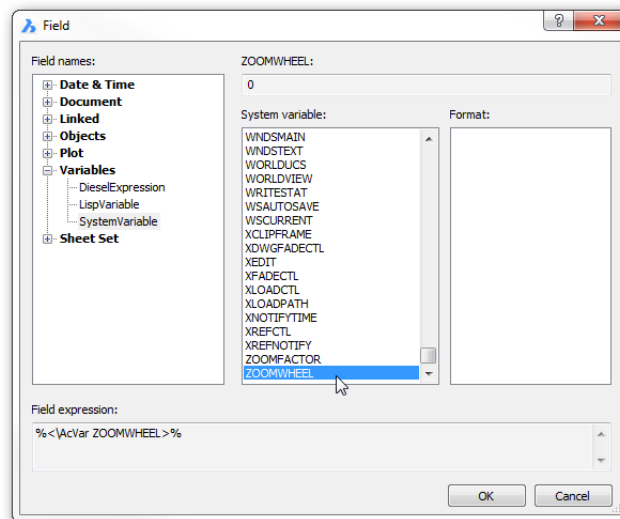 Field
Field names:
Date & Time
Document
Linked
Objects
Plot
Variables
DieselExpression
LispVariable
SystemVariable
Sheet Set
ZOOMWHEEL:
0
System variable:
WNDSMAIN
WNDSTEXT
WORLDUCS
WORLDVIEW
WRITESTAT
WSAUTOSAVE
WSCURRENT
XCLIPFRAME
XDWGFADECTL
XEDIT
XFADECTL
XLOADCTL
XLOADPATH
XNOTIFYTIME
XREFCTL
XREFNOTIFY
ZOOMFACTOR
ZOOMWHEEL
Format:
Field expression:
%<\AcVar ZOOMWHEEL>%
OK
Cancel